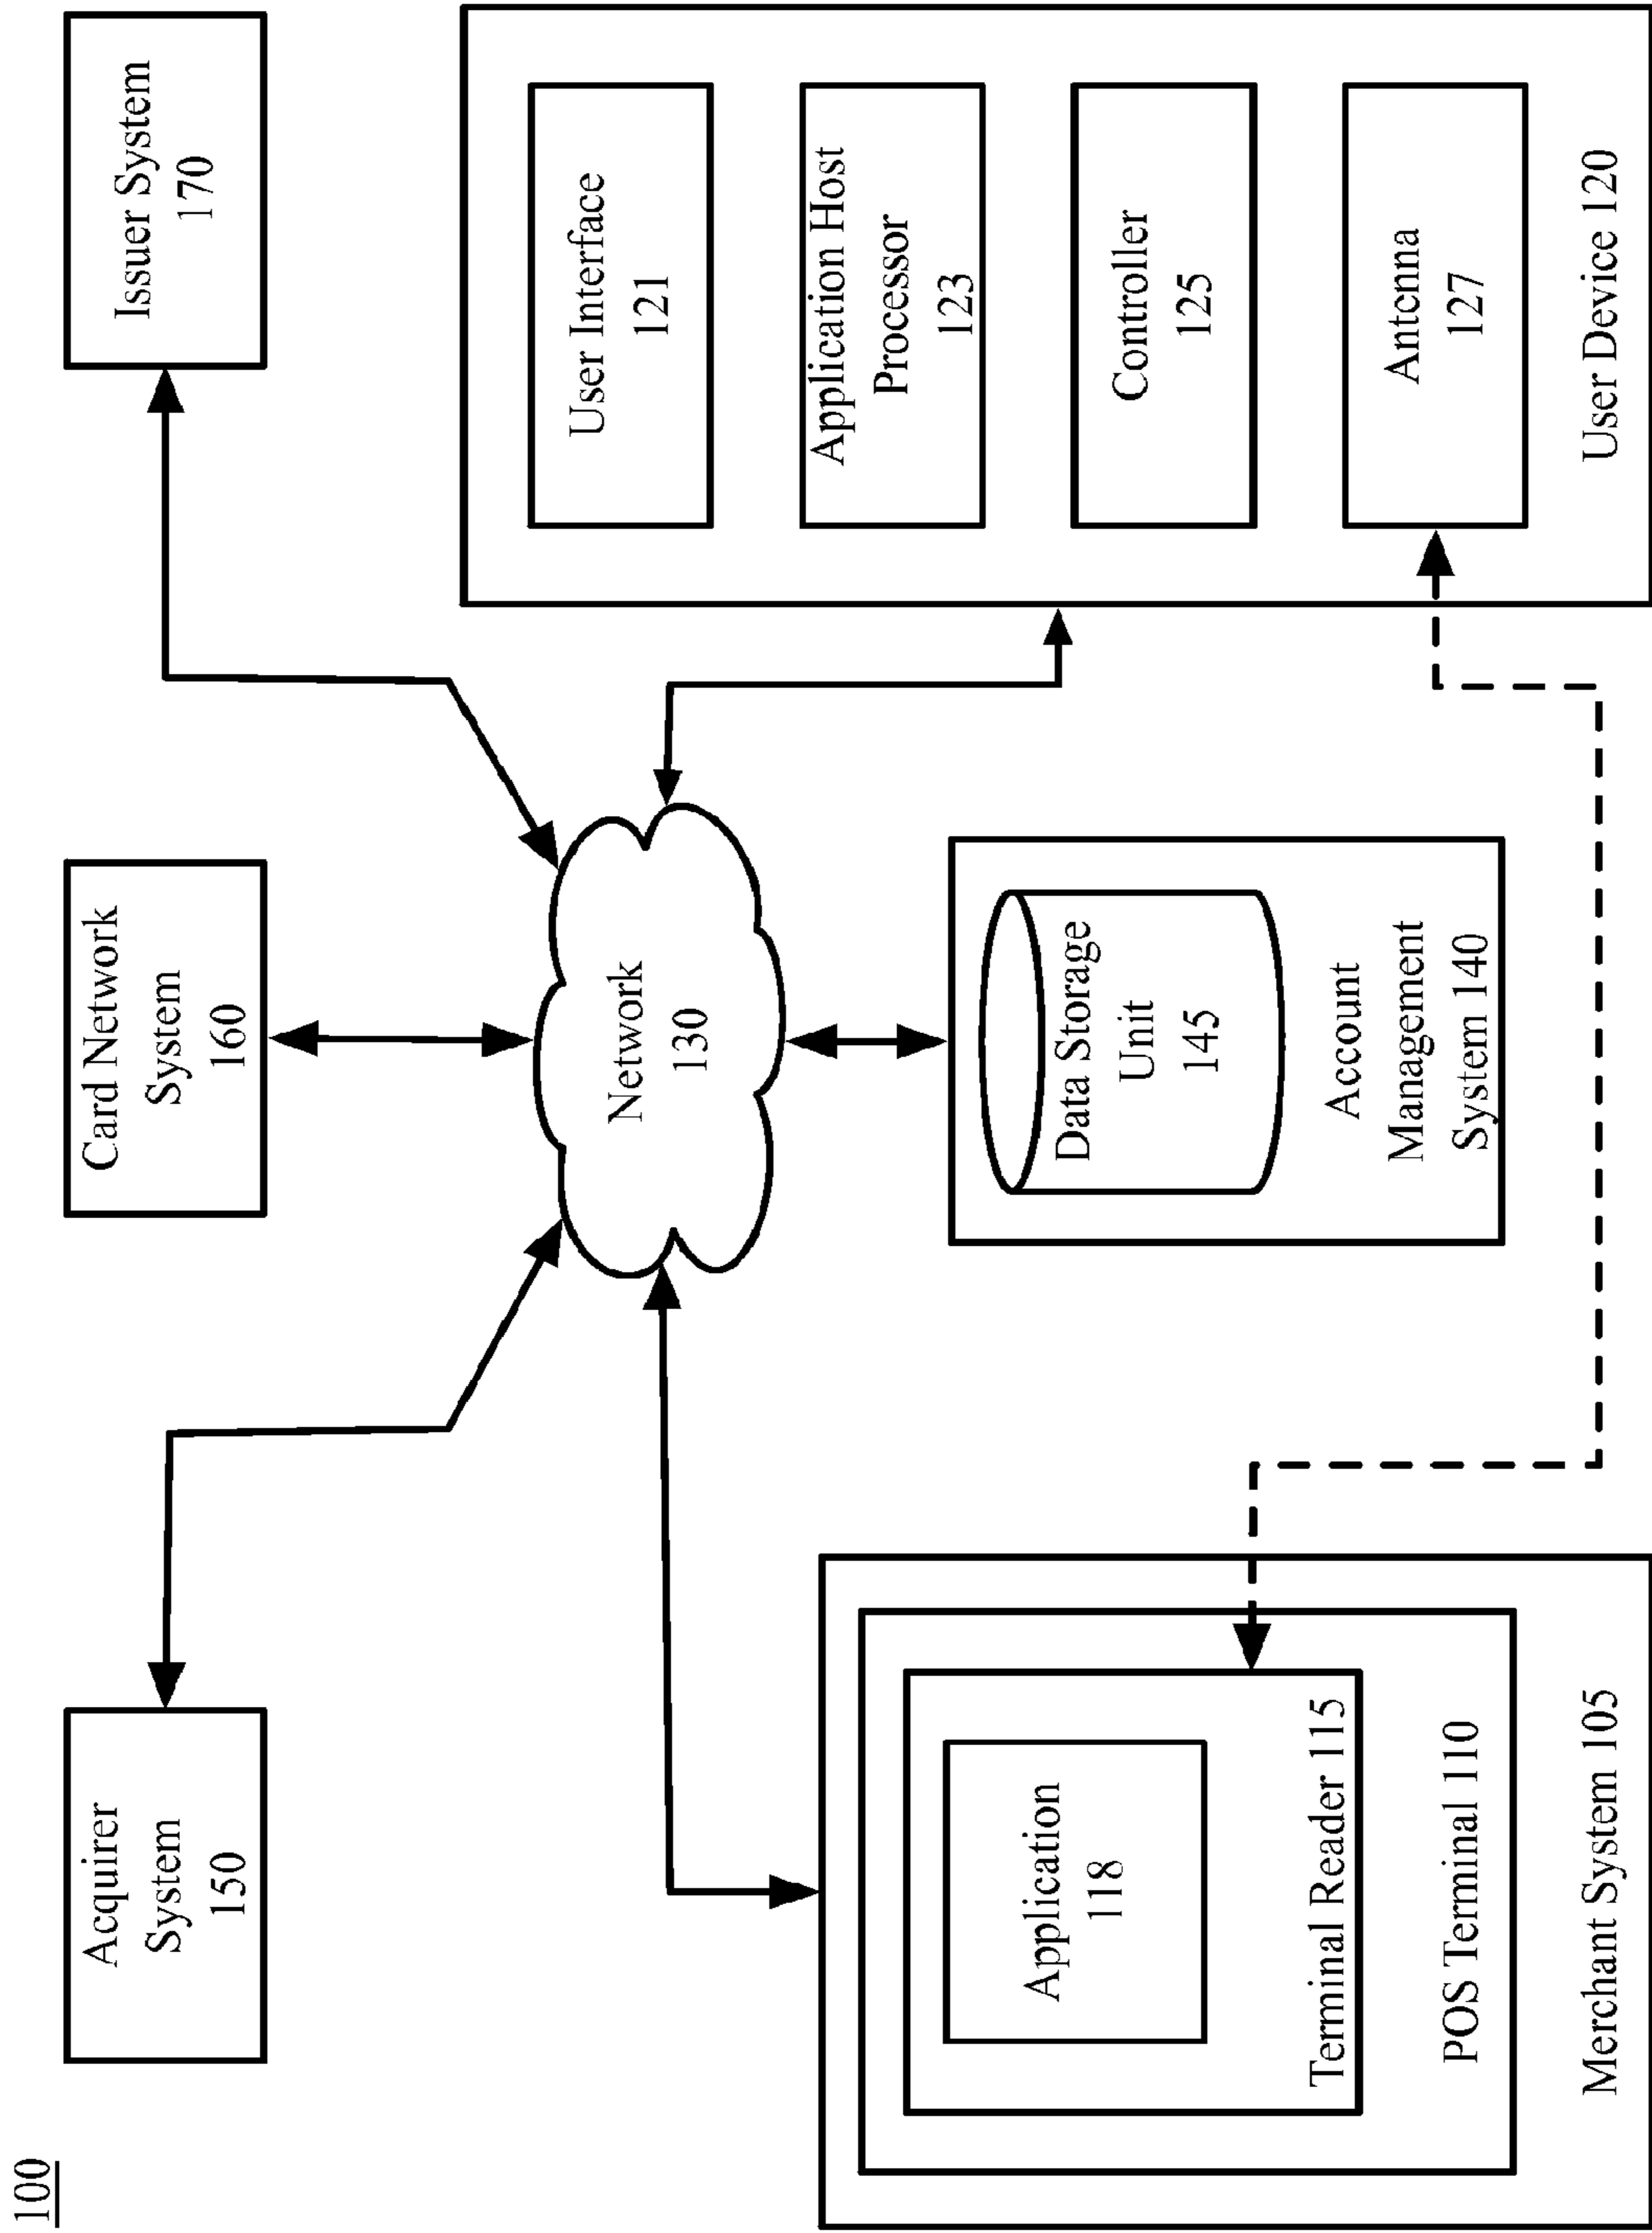 100
Acquirer
System
150
Card Network
System
160
Issuer System
170
Network
130
Application
118
Terminal Reader 115
POS Terminal 110
Merchant System 105
Data Storage
Unit
145
Account
Management
System 140
User Interface
121
Application Host
Processor
123
Controller
125
Antenna
127
User Device 120